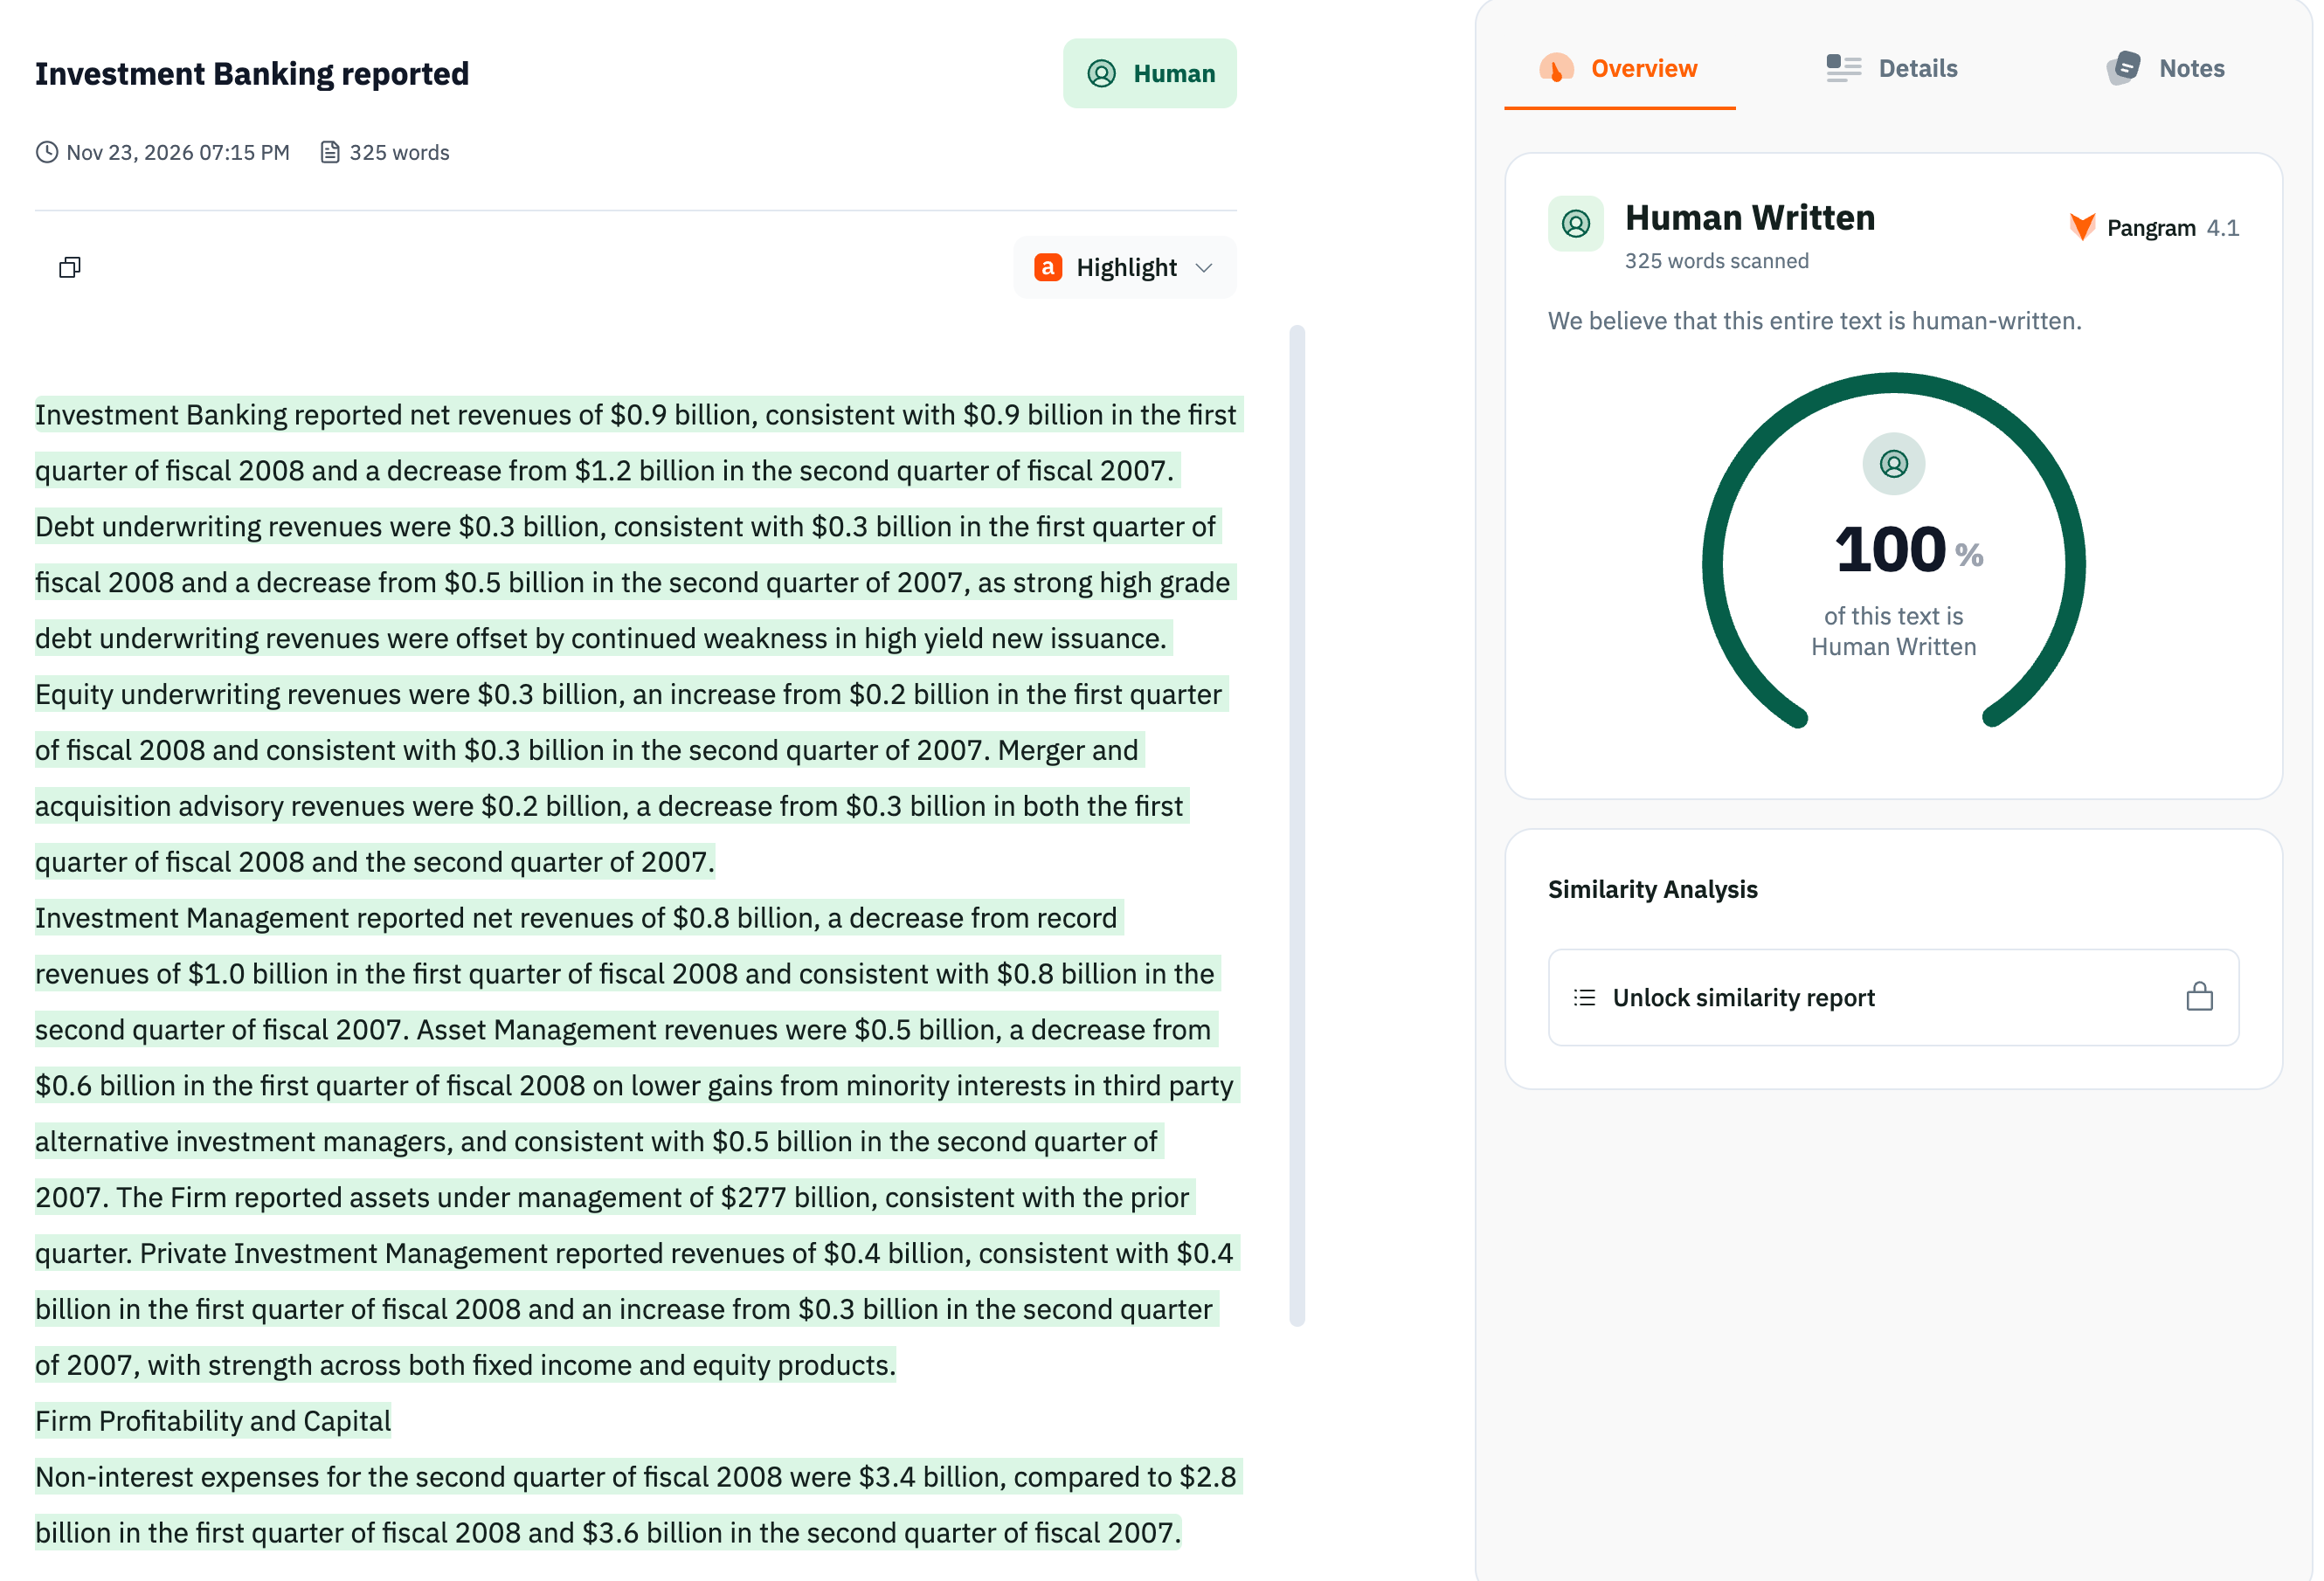 Investment Banking reported
Human
Nov 23, 2026 07:15 PM
325 words
a Highlight
Investment Banking reported net revenues of $0.9 billion, consistent with $0.9 billion in the first
quarter of fiscal 2008 and a decrease from $1.2 billion in the second quarter of fiscal 2007.
Debt underwriting revenues were $0.3 billion, consistent with $0.3 billion in the first quarter of
fiscal 2008 and a decrease from $0.5 billion in the second quarter of 2007, as strong high grade
debt underwriting revenues were offset by continued weakness in high yield new issuance.
Equity underwriting revenues were $0.3 billion, an increase from $0.2 billion in the first quarter
of fiscal 2008 and consistent with $0.3 billion in the second quarter of 2007. Merger and
acquisition advisory revenues were $0.2 billion, a decrease from $0.3 billion in both the first
quarter of fiscal 2008 and the second quarter of 2007.
Investment Management reported net revenues of $0.8 billion, a decrease from record
revenues of $1.0 billion in the first quarter of fiscal 2008 and consistent with $0.8 billion in the
second quarter of fiscal 2007. Asset Management revenues were $0.5 billion, a decrease from
$0.6 billion in the first quarter of fiscal 2008 on lower gains from minority interests in third party
alternative investment managers, and consistent with $0.5 billion in the second quarter of
2007. The Firm reported assets under management of $277 billion, consistent with the prior
quarter. Private Investment Management reported revenues of $0.4 billion, consistent with $0.4
billion in the first quarter of fiscal 2008 and an increase from $0.3 billion in the second quarter
of 2007, with strength across both fixed income and equity products.
Firm Profitability and Capital
Non-interest expenses for the second quarter of fiscal 2008 were $3.4 billion, compared to $2.8
billion in the first quarter of fiscal 2008 and $3.6 billion in the second quarter of fiscal 2007.
Overview
Details
Notes
Human Written
Pangram 4.1
325 words scanned
We believe that this entire text is human-written.
100 %
of this text is
Human Written
Similarity Analysis
Unlock similarity report